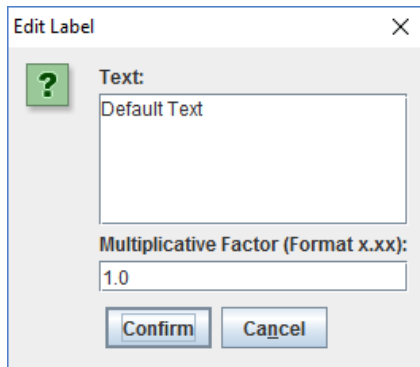 Edit Label
?
Text:
Default Text
Multiplicative Factor (Format x.xx):
1.0
Confirm Cancel